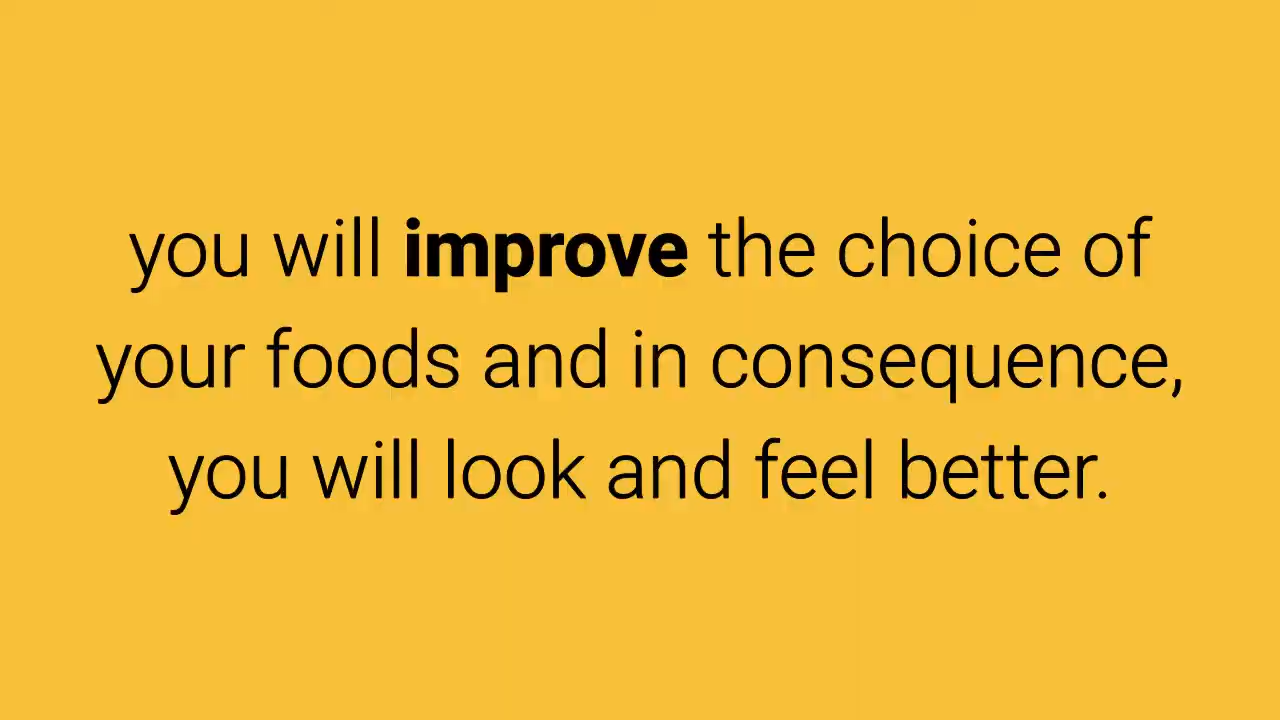 you will improve the choice of
your foods and in consequence,
you will look and feel better.